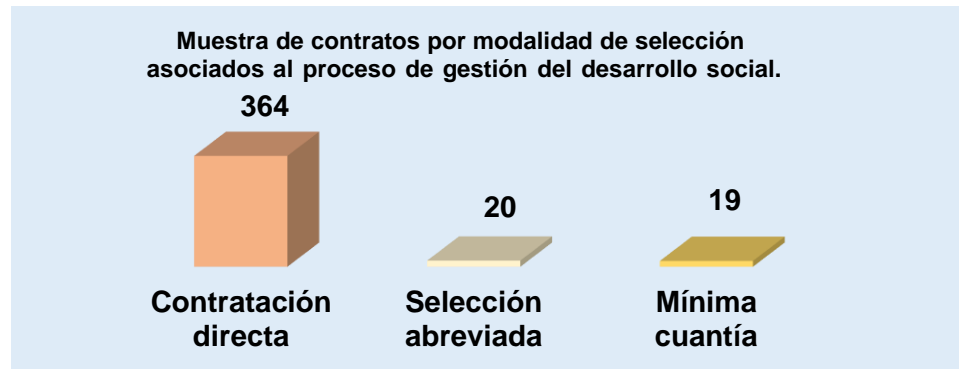 Muestra de contratos por modalidad de selección
asociados al proceso de gestión del desarrollo social.
364
20
19
Contratación
directa
Selección
abreviada
Mínima
cuantía